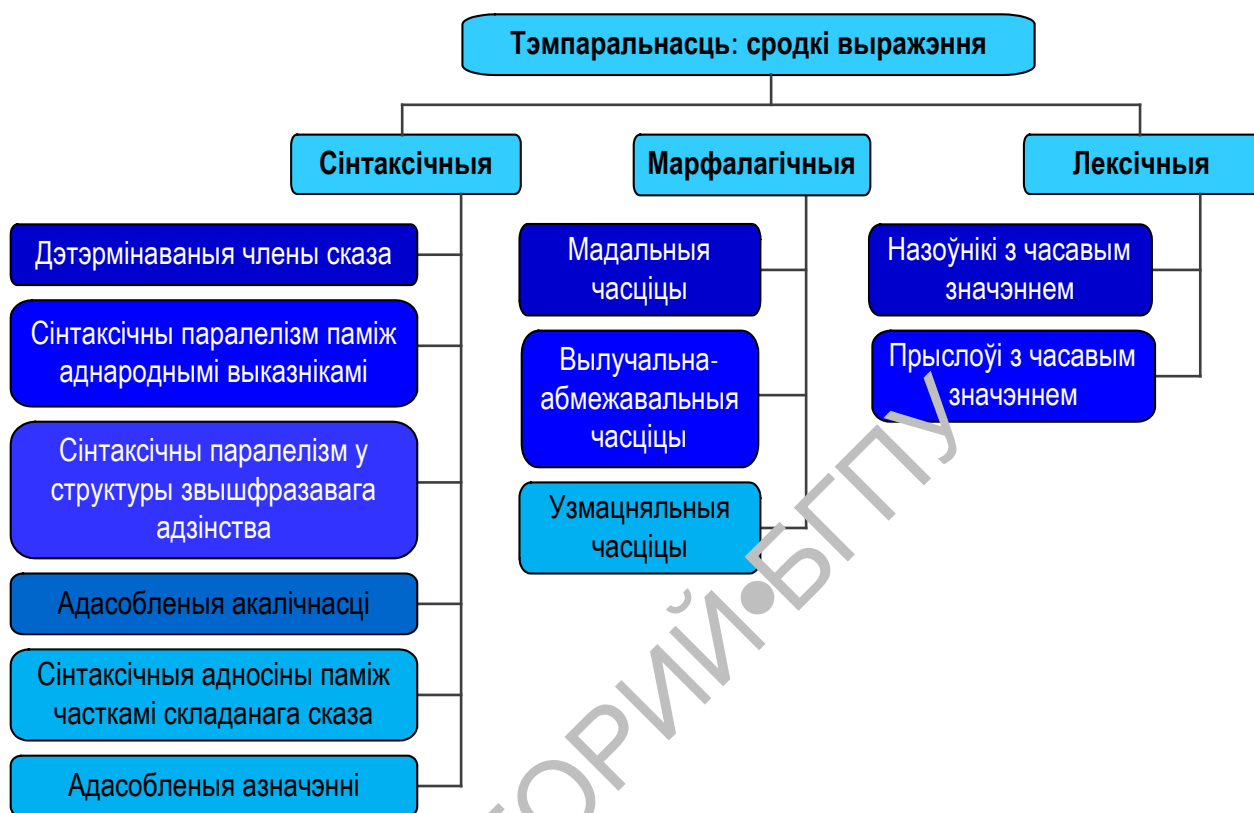 Тэмпаральнасць: сродкі выражэння
Сінтаксічныя
Марфалагічныя
Лексічныя
Дэтэрмінаваныя члены сказа
Сінтаксічны паралелізм паміж
аднароднымі выказнікамі
Сінтаксічны паралелізм у
структуры звышфразавага
адзінства
Адасобленыя акалічнасці
Сінтаксічныя адносіны паміж
часткамі складанага сказа
Адасобленыя азначэнні
Мадальныя
часціцы
Вылучальна-
абмежавальныя
часціцы
Узмацняльныя
часціцы
Назоўнікі з часавым
значэннем
Прыслоўі з часавым
значэннем
ТОРИЙ•БГПУ